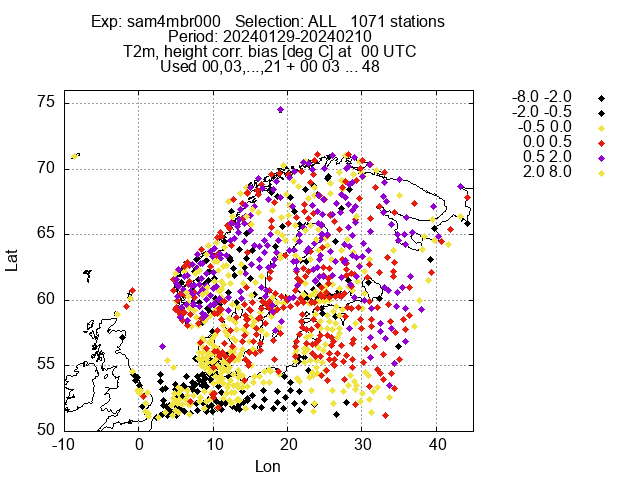 Exp: sam4mbr000   Selection: ALL   1071 stations
Period: 20240129-20240210
T2m, height corr. bias [deg C] at  00 UTC
Used 00,03,...,21 + 00 03 ... 48
-8.0 -2.0
-2.0 -0.5
-0.5 0.0
0.0 0.5
0.5 2.0
2.0 8.0
75
70
65
60
55
50
Lat
-10 0 10 20 30 40
Lon